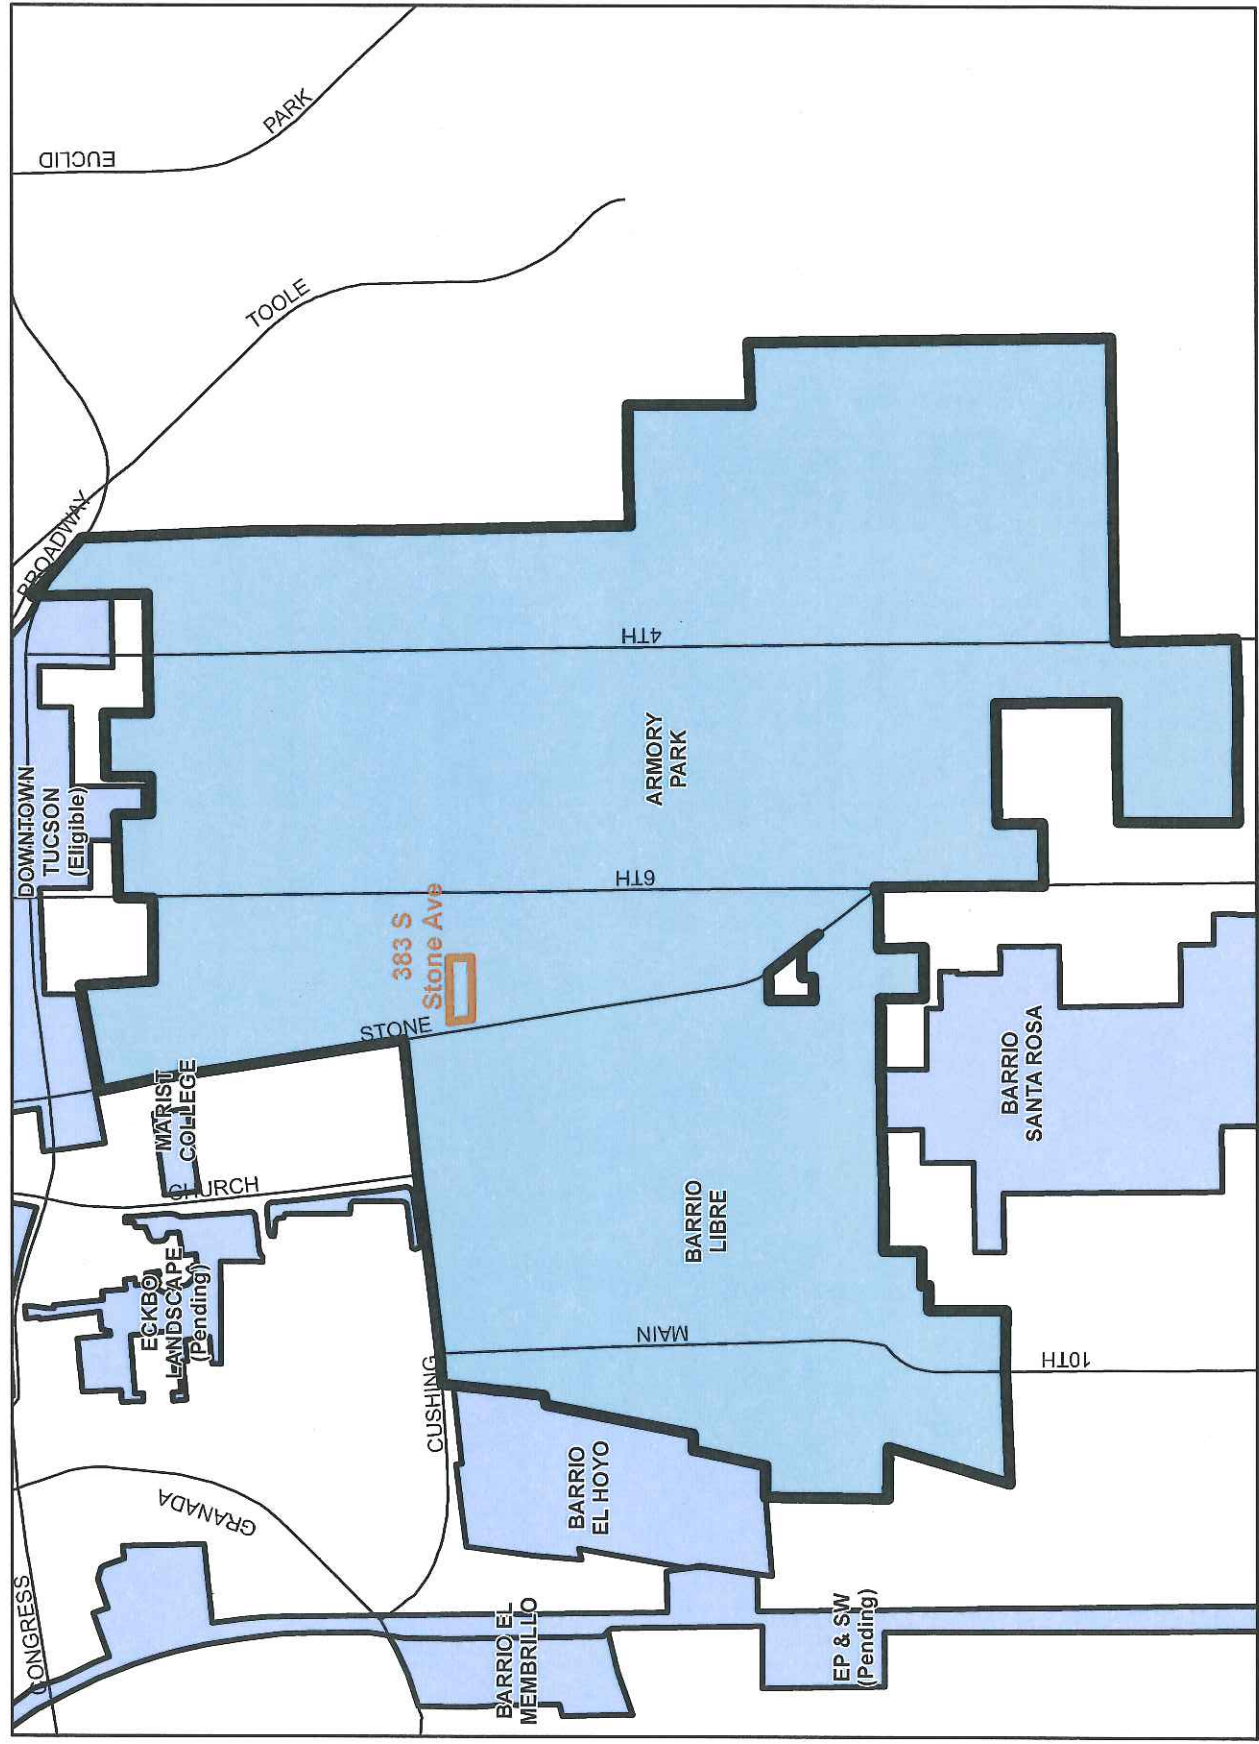 EUCLID
PARK
TOOLE
BROADWAY
4TH
DOWNTOWN
TUCSON
(Eligible)
ARMORY
PARK
6TH
383 S
Stone Ave
STONE
MARIST
COLLEGE
CHURCH
BARRIO
SANTA ROSA
BARRIO
LIBRE
ECKBO
LANDSCAPE
(Pending)
MAIN
10TH
CUSHING
BARRIO
EL HOYO
GRANADA
CONGRESS
BARRIO EL
MEMBRILLO
EP & SW
(Pending)